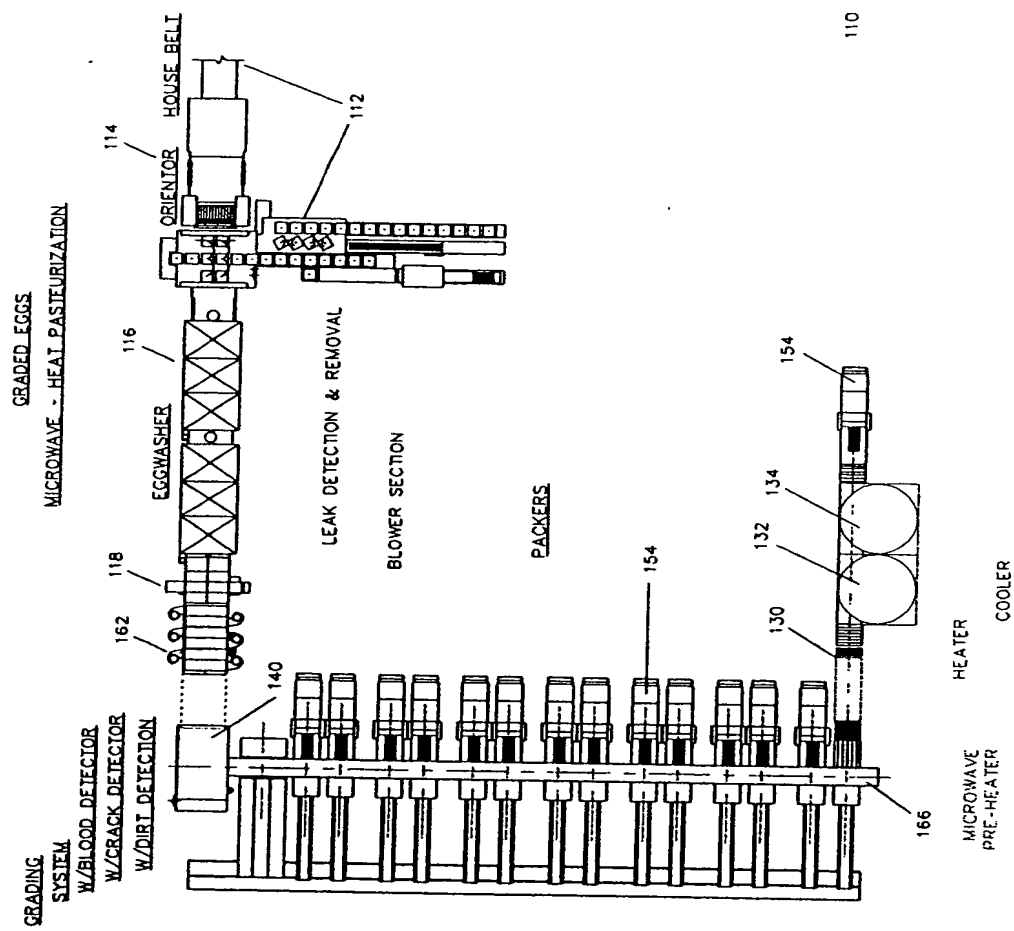 GRADED EGGS
MICROWAVE - HEAT PASTEURIZATION
GRADING
SYSTEM
W/BLOOD DETECTOR
W/CRACK DETECTOR
W/DIRT DETECTION
140
162
118
EGGWASHER
116
ORIENTOR
114
HOUSE BELT
112
LEAK DETECTION & REMOVAL
BLOWER SECTION
PACKERS
154
166
MICROWAVE
PRE-HEATER
130
HEATER
132
COOLER
134
154
110